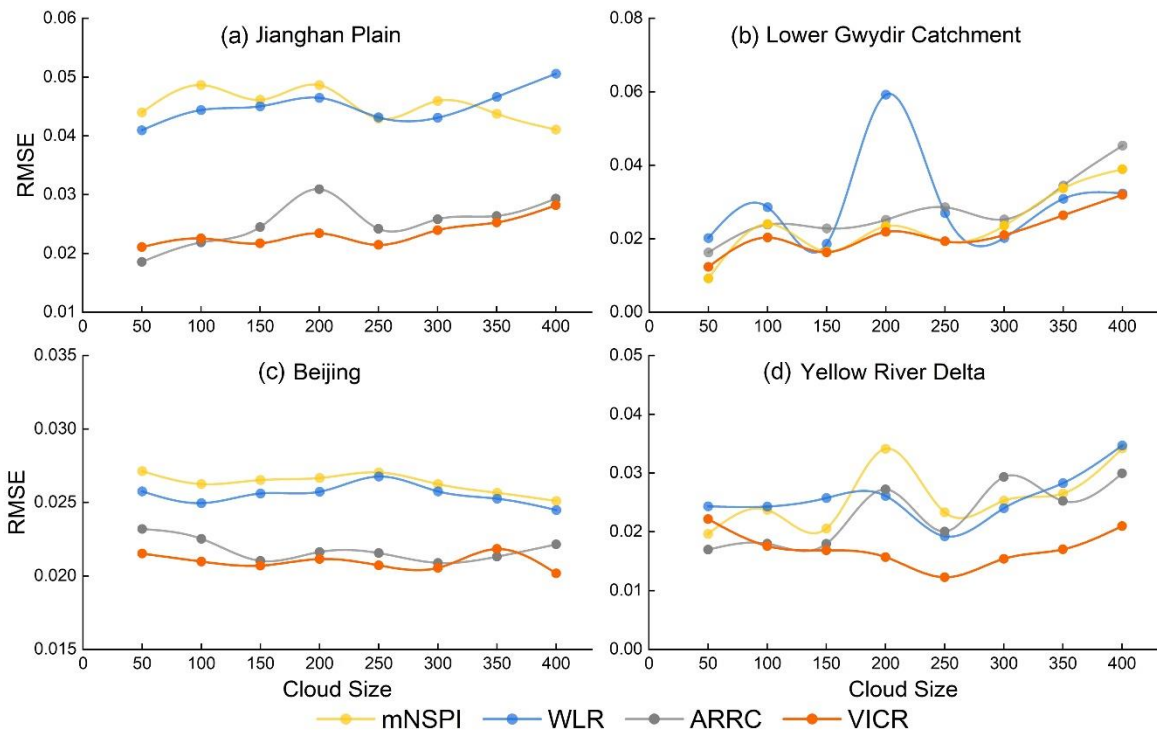 (a) Jianghan Plain
RMSE
0.06
0.05
0.04
0.03
0.02
0.01
0 50 100 150 200 250 300 350 400
(b) Lower Gwydir Catchment
0.08
0.06
0.04
0.02
0.00
0 50 100 150 200 250 300 350 400
(c) Beijing
RMSE
0.035
0.030
0.025
0.020
0.015
0 50 100 150 200 250 300 350 400
Cloud Size
(d) Yellow River Delta
0.05
0.04
0.03
0.02
0.01
0.00
0 50 100 150 200 250 300 350 400
Cloud Size
mNSPI WLR ARRC VICR